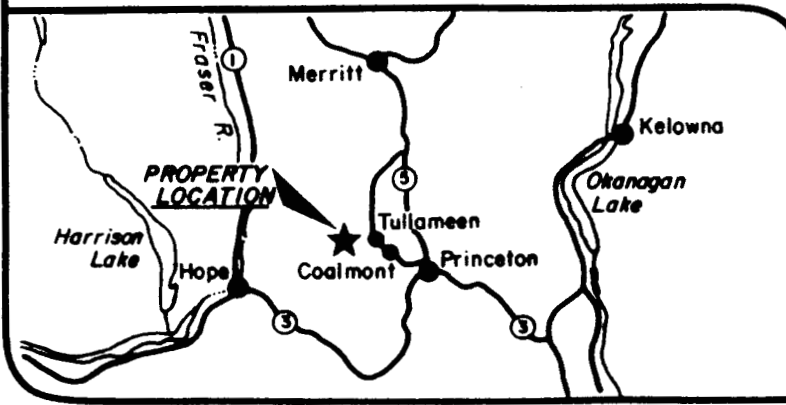 Fraser R.
1
Merritt
Kelowna
PROPERTY
LOCATION
5
Okanagan
Lake
Tullameen
Harrison
Lake
Hope
Coalmont
Princeton
3
3